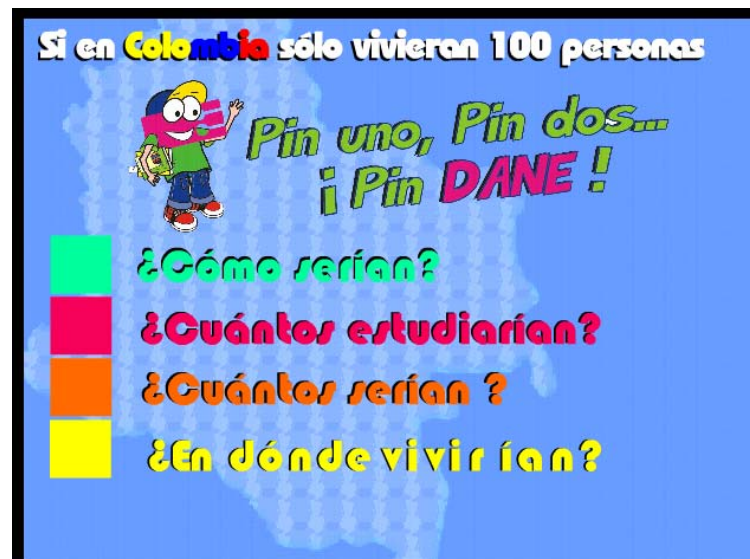 Si en Colombia sólo vivieran 100 personas
Pin uno, Pin dos...
¡ Pin DANE !
¿Cómo serían?
¿Cuántos estudiarían?
¿Cuántos serían ?
¿En dónde vivir ían?